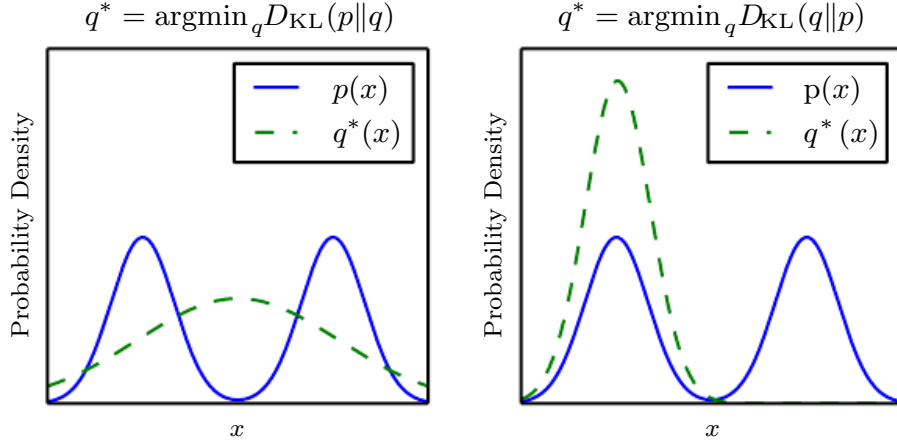 q* = argmin_q D_KL(p‖q)
p(x)
q*(x)
Probability Density
x
q* = argmin_q D_KL(q‖p)
p(x)
q*(x)
Probability Density
x